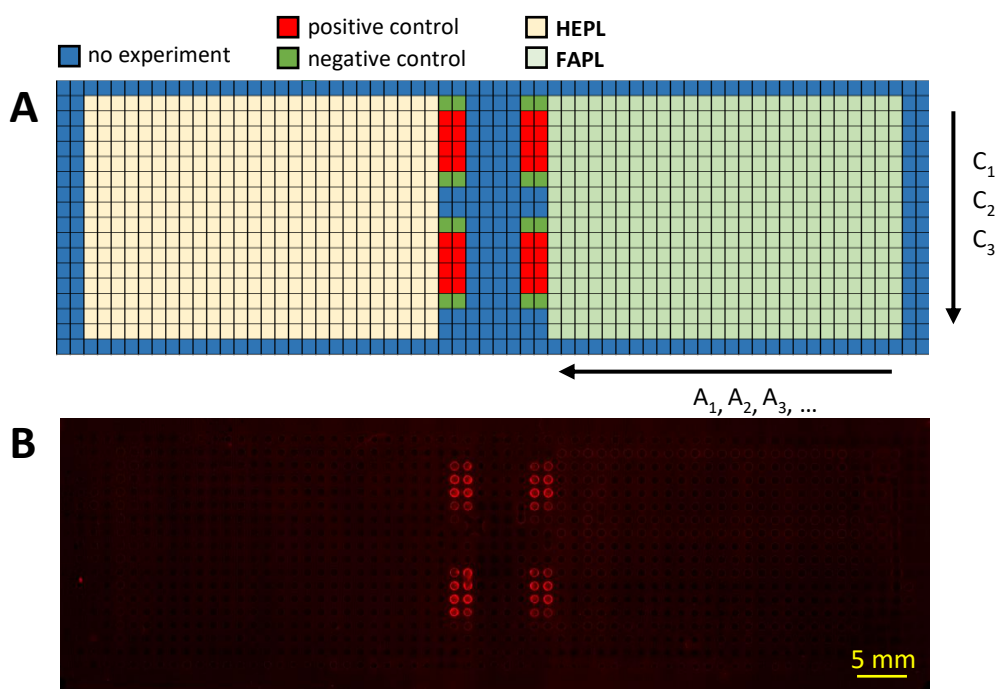 positive control
HEPL
no experiment
negative control
FAPL
A
C1
C2
C3
A1, A2, A3, ...
B
5 mm